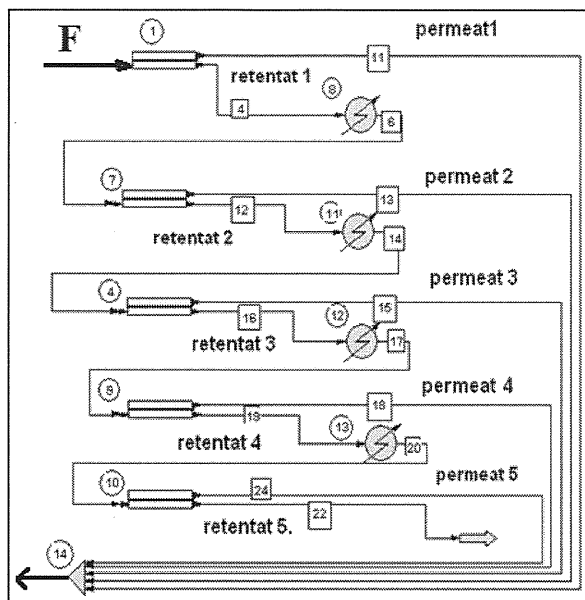 F
1
permeat1
11
retentat 1
8
4
6
7
permeat 2
13
12
11
14
retentat 2
4
permeat 3
15
16
12
17
retentat 3
9
permeat 4
18
19
13
20
retentat 4
10
permeat 5
24
22
retentat 5.
14